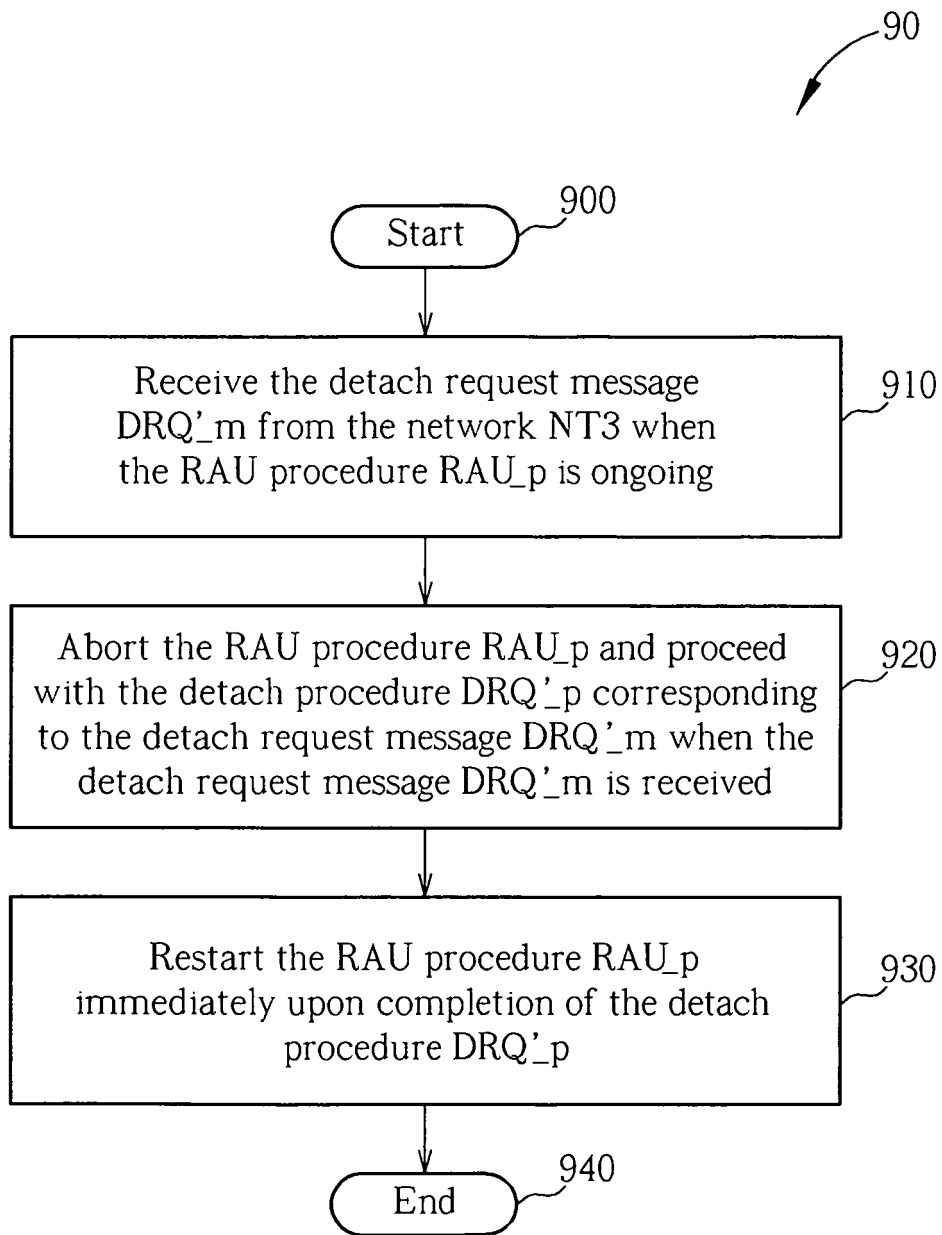 90
Start
900
Receive the detach request message
DRQ'_m from the network NT3 when
the RAU procedure RAU_p is ongoing
910
Abort the RAU procedure RAU_p and proceed
with the detach procedure DRQ'_p corresponding
to the detach request message DRQ'_m when the
detach request message DRQ'_m is received
920
Restart the RAU procedure RAU_p
immediately upon completion of the detach
procedure DRQ'_p
930
End
940